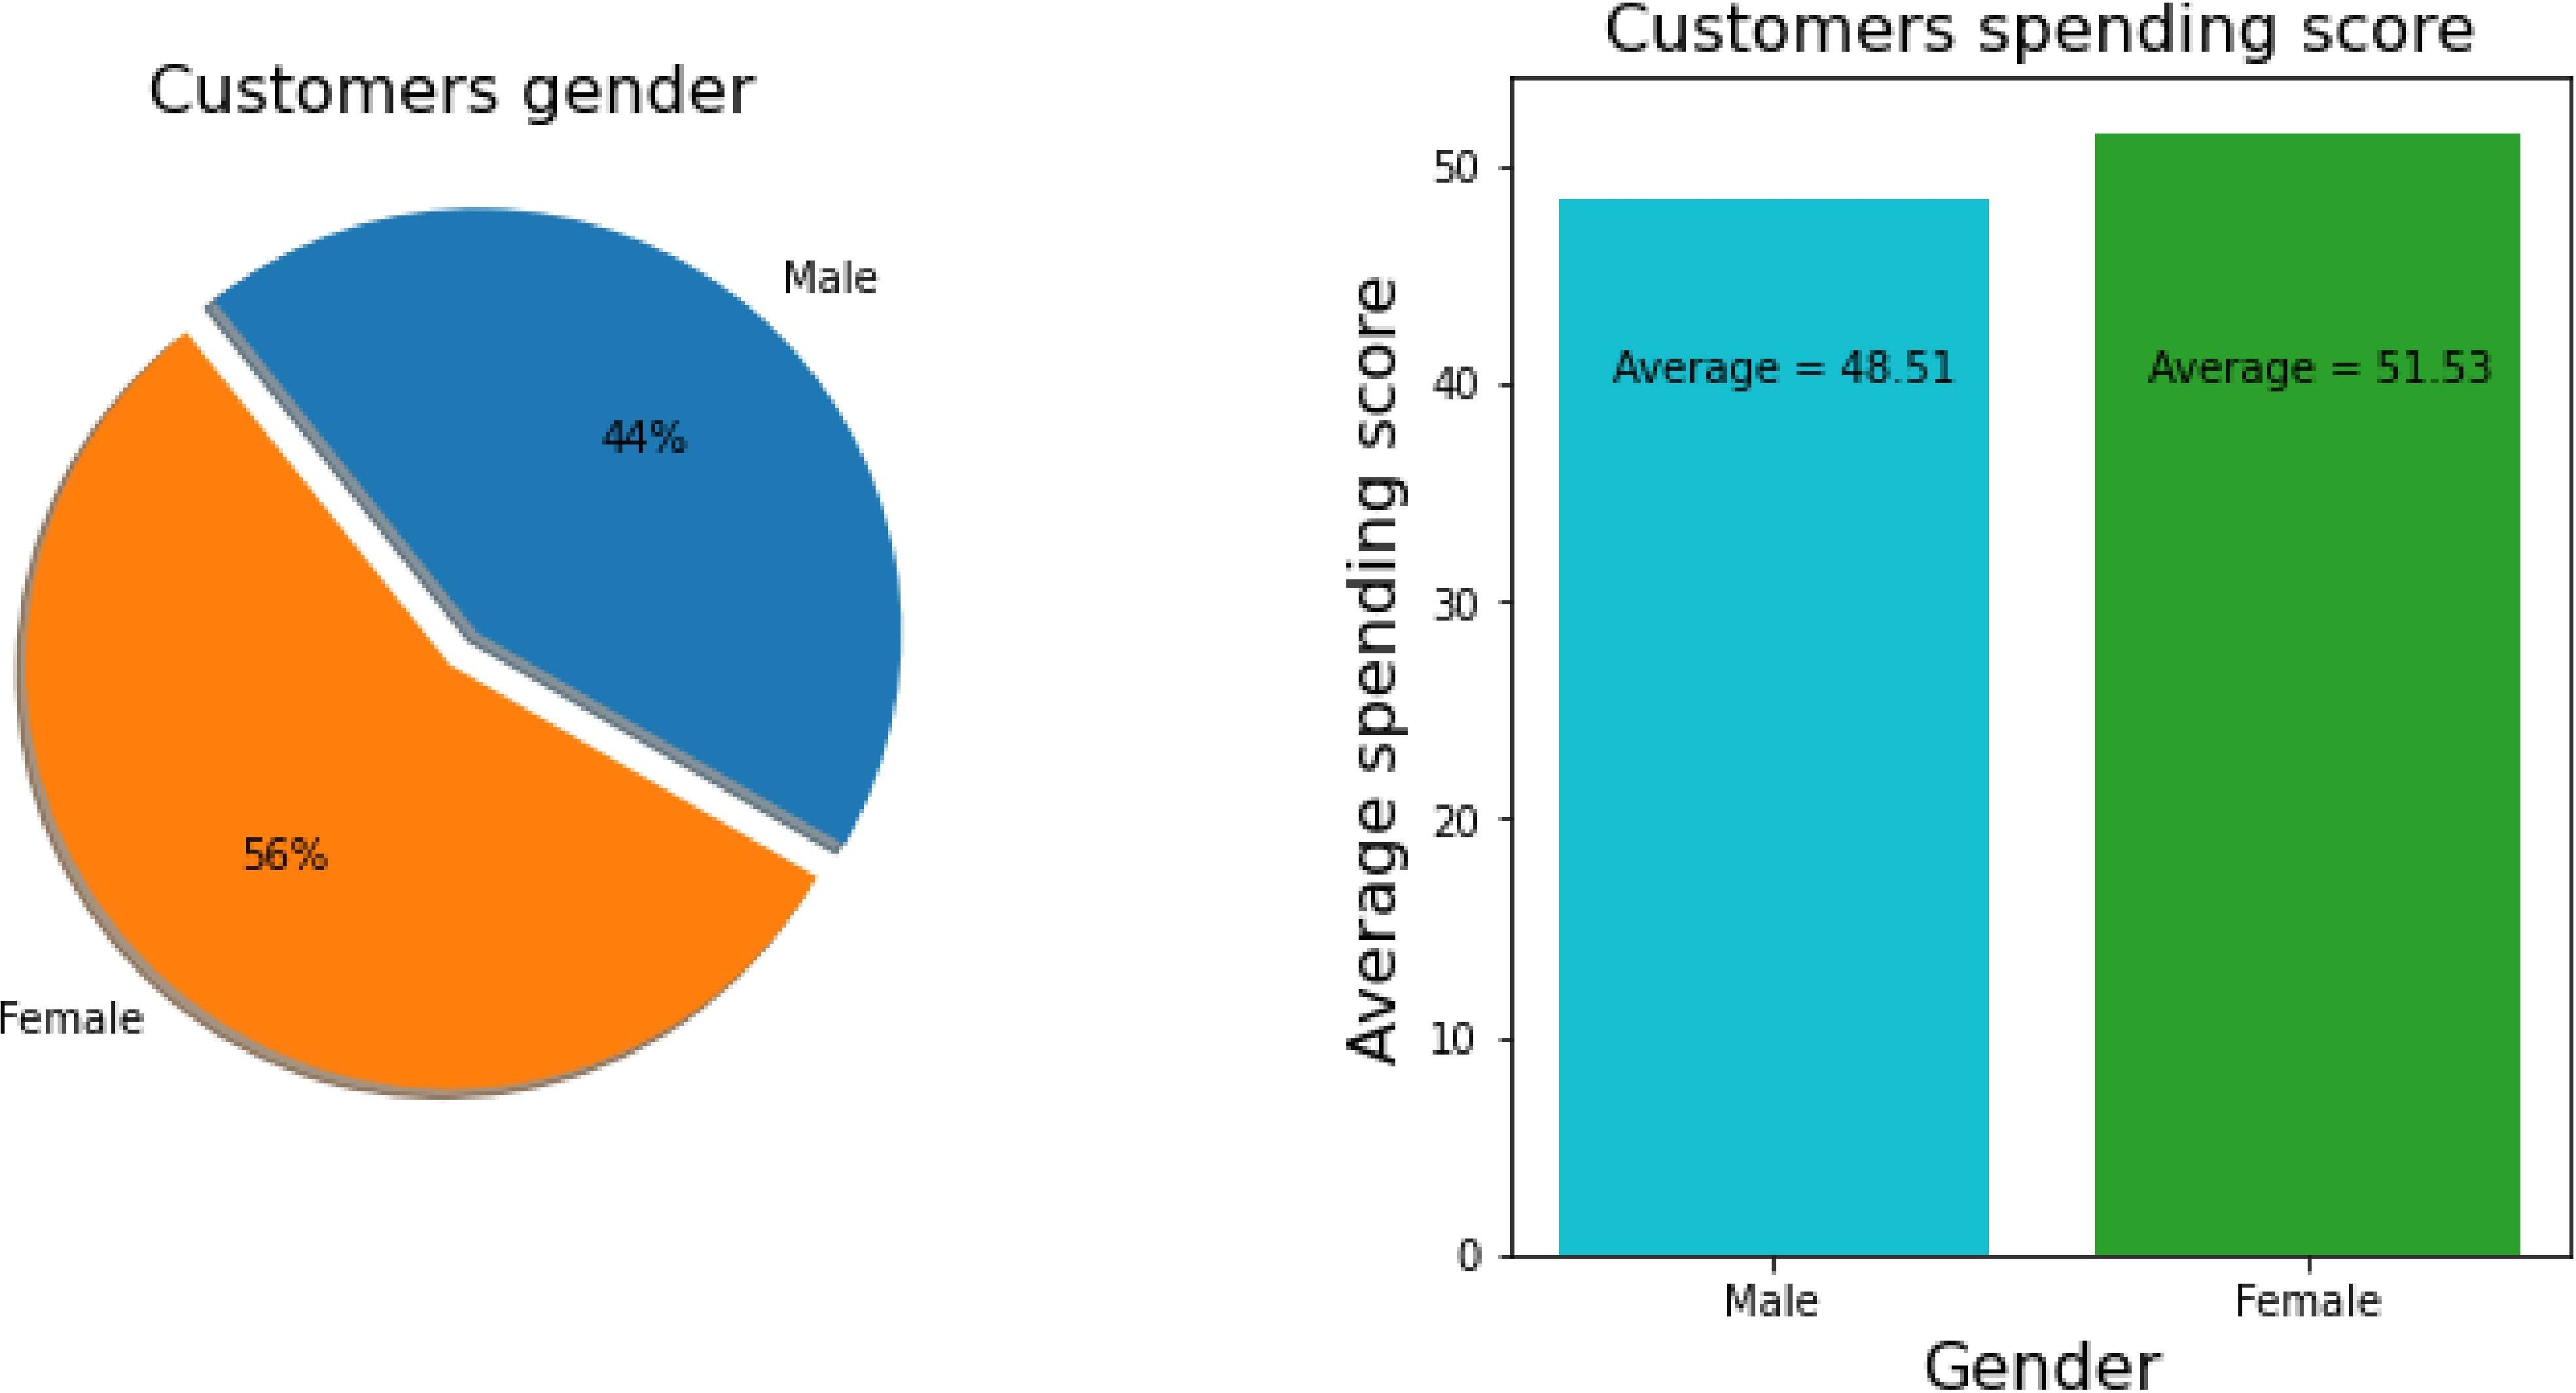 Customers gender
Male
44%
56%
Female
Customers spending score
Average spending score
50
40
30
20
10
0
Average = 48.51
Average = 51.53
Male
Female
Gender